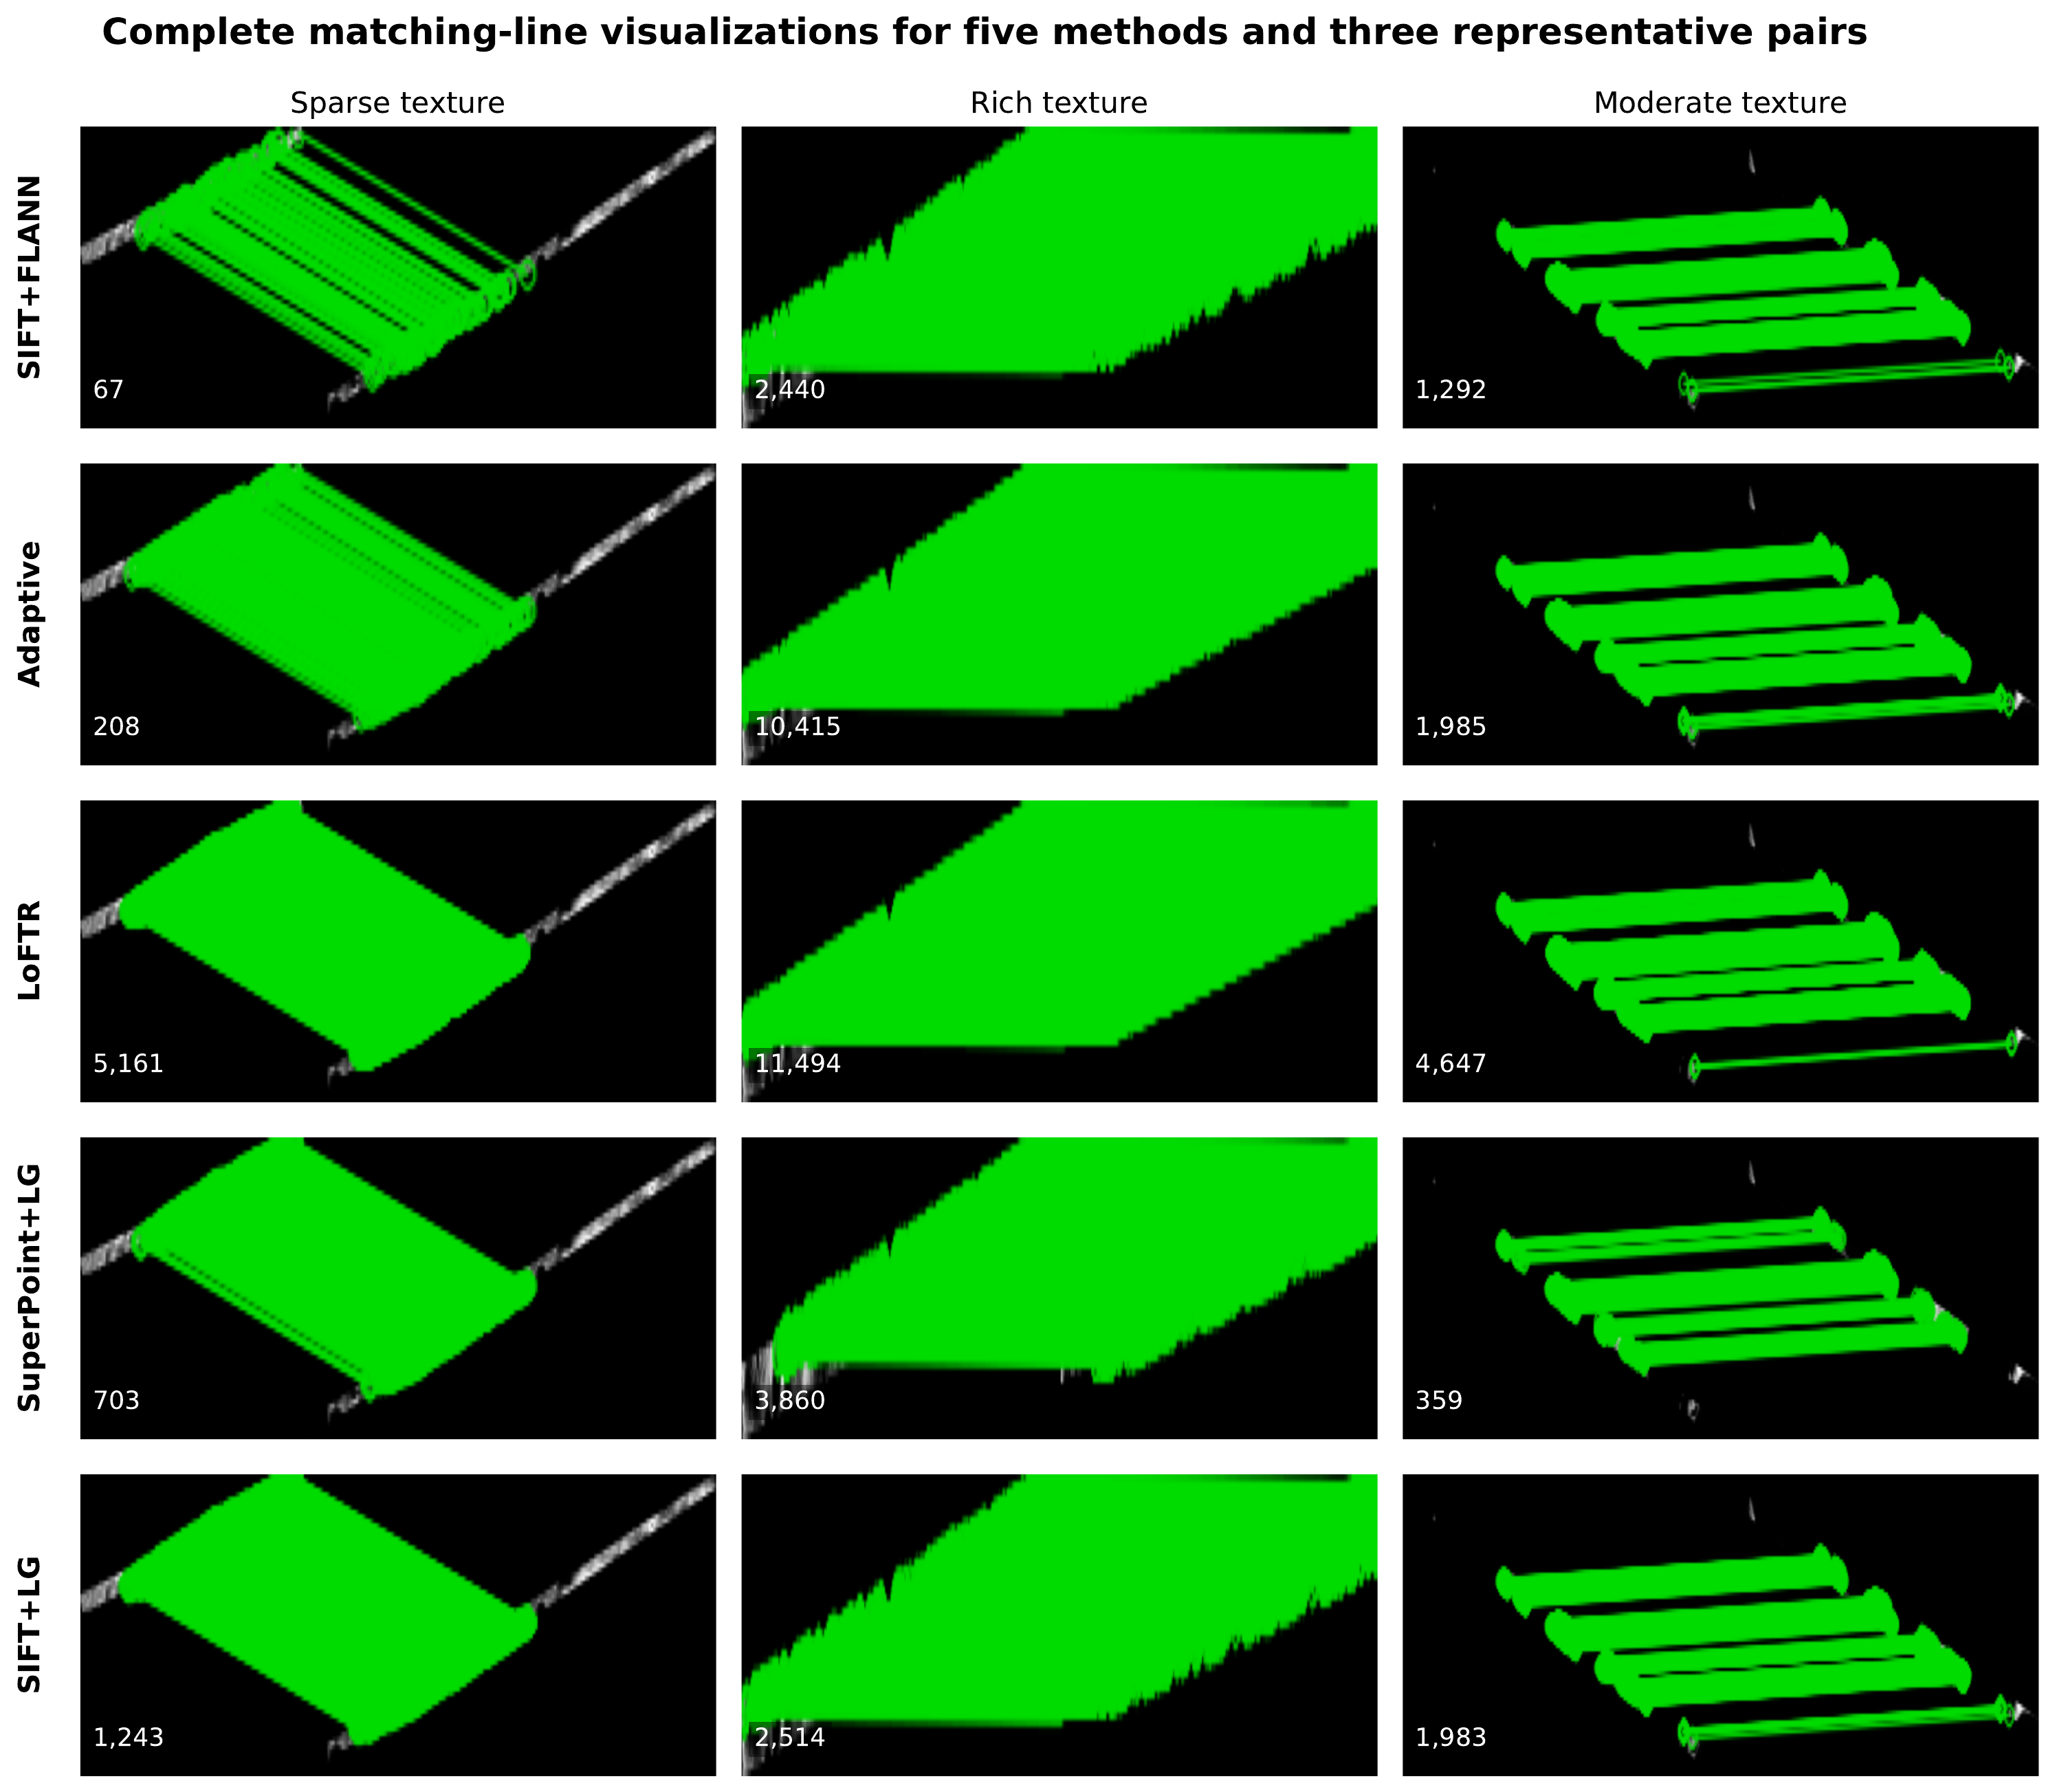 Complete matching-line visualizations for five methods and three representative pairs
Sparse texture
Rich texture
Moderate texture
SIFT+FLANN
67
2,440
1,292
Adaptive
208
10,415
1,985
LoFTR
5,161
11,494
4,647
SuperPoint+LG
703
3,860
359
SIFT+LG
1,243
2,514
1,983